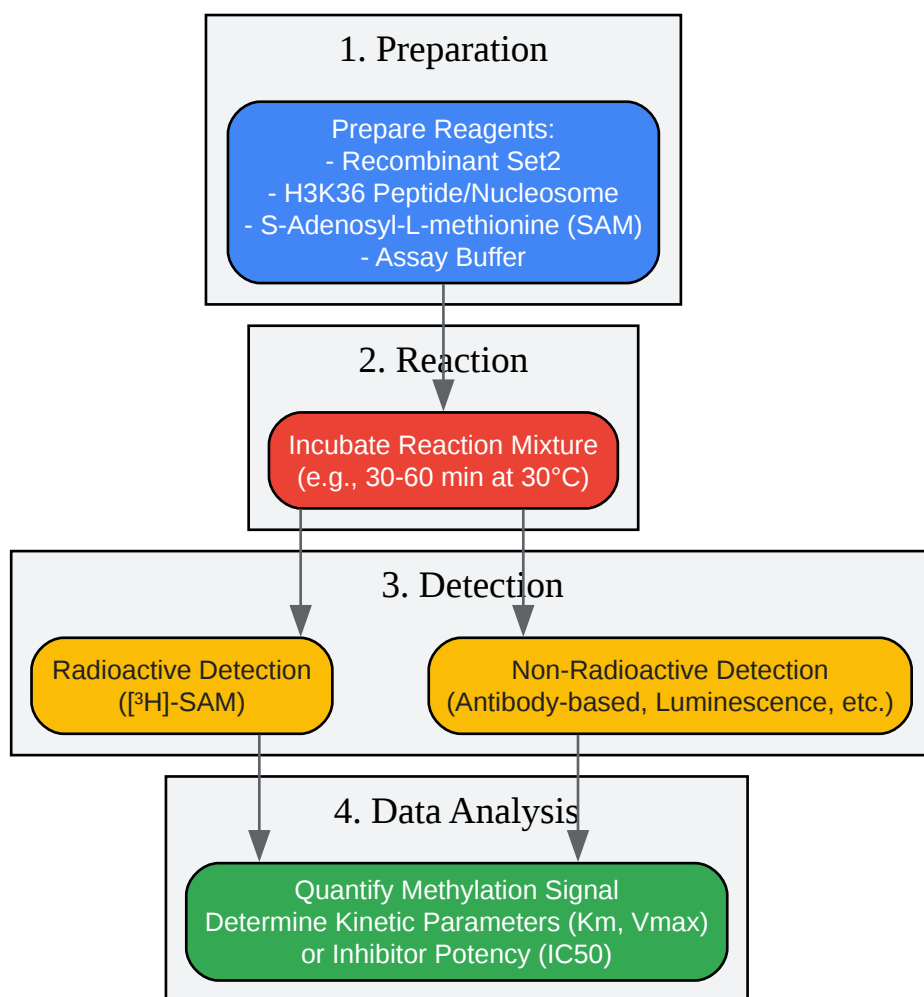 1. Preparation
Prepare Reagents:
- Recombinant Set2
- H3K36 Peptide/Nucleosome
- S-Adenosyl-L-methionine (SAM)
- Assay Buffer
2. Reaction
Incubate Reaction Mixture
(e.g., 30-60 min at 30°C)
3. Detection
Radioactive Detection
([³H]-SAM)
Non-Radioactive Detection
(Antibody-based, Luminescence, etc.)
4. Data Analysis
Quantify Methylation Signal
Determine Kinetic Parameters (Km, Vmax)
or Inhibitor Potency (IC50)